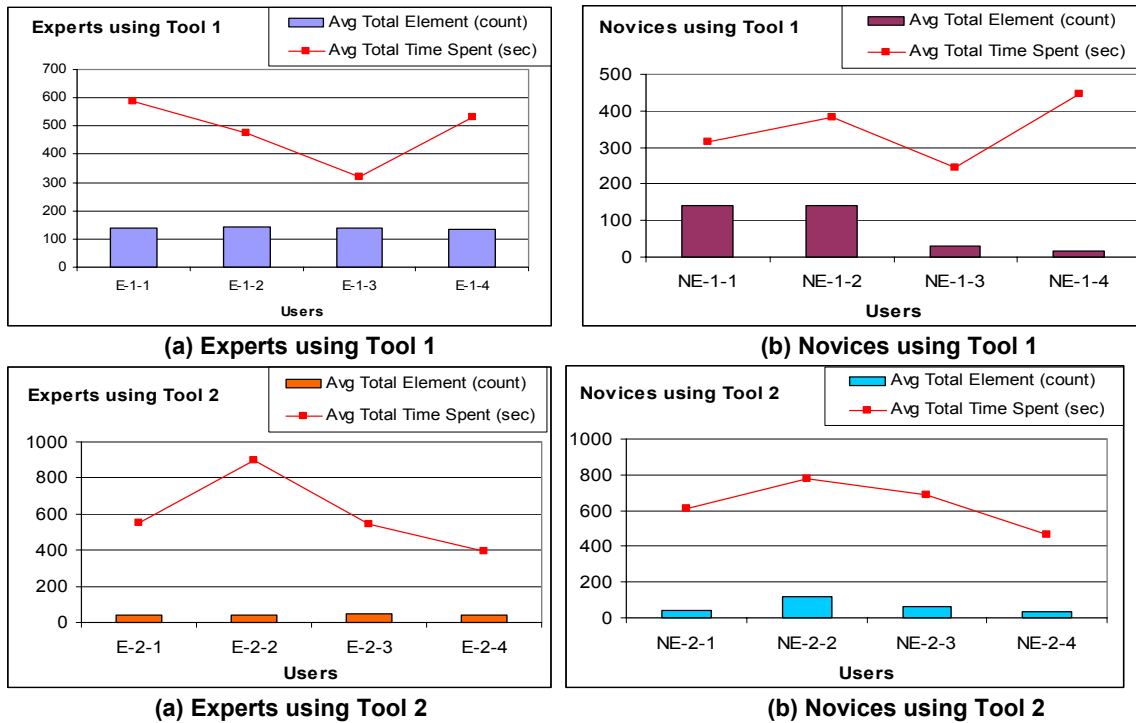 Experts using Tool 1
Avg Total Element (count)
Avg Total Time Spent (sec)
700
600
500
400
300
200
100
0
E-1-1 E-1-2 E-1-3 E-1-4
Users
(a) Experts using Tool 1
Novices using Tool 1
Avg Total Element (count)
Avg Total Time Spent (sec)
500
400
300
200
100
0
NE-1-1 NE-1-2 NE-1-3 NE-1-4
Users
(b) Novices using Tool 1
Experts using Tool 2
Avg Total Element (count)
Avg Total Time Spent (sec)
1000
800
600
400
200
0
E-2-1 E-2-2 E-2-3 E-2-4
Users
(a) Experts using Tool 2
Novices using Tool 2
Avg Total Element (count)
Avg Total Time Spent (sec)
1000
800
600
400
200
0
NE-2-1 NE-2-2 NE-2-3 NE-2-4
Users
(a) Novices using Tool 2